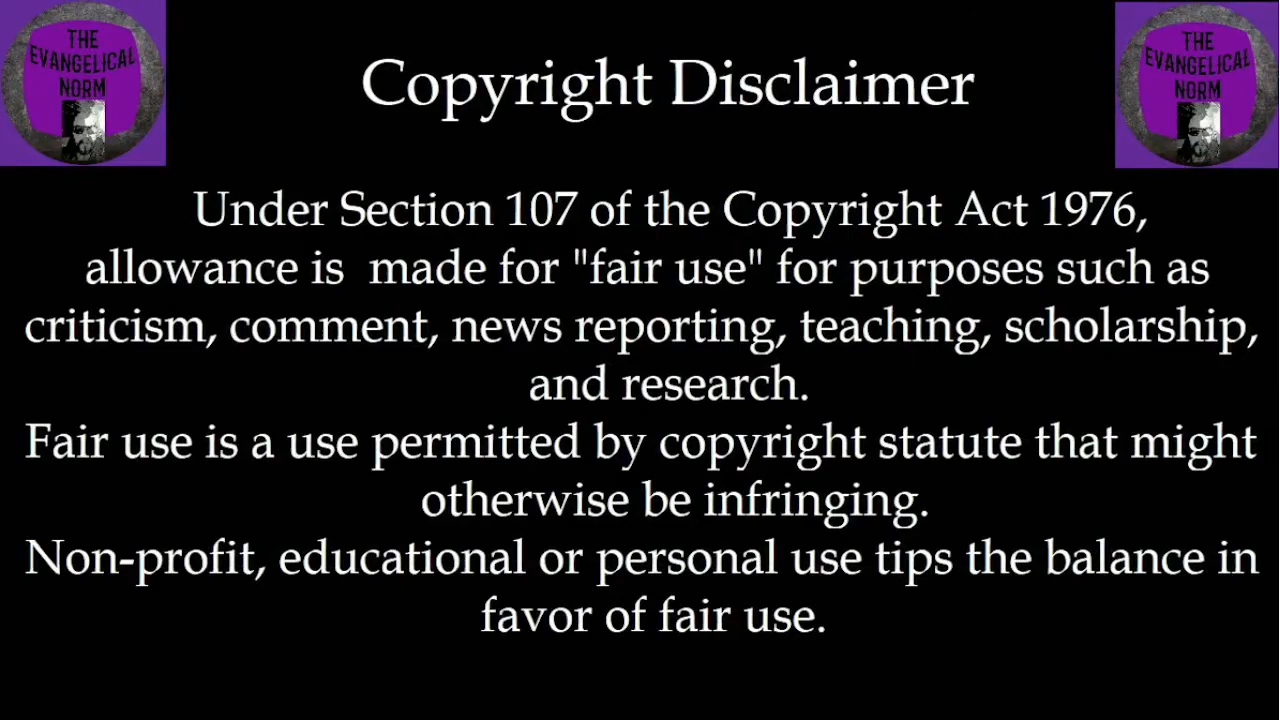 THE
EVANGELICAL
NORM
Copyright Disclaimer
THE
EVANGELICAL
NORM
Under Section 107 of the Copyright Act 1976,
allowance is  made for "fair use" for purposes such as
criticism, comment, news reporting, teaching, scholarship,
and research.
Fair use is a use permitted by copyright statute that might
otherwise be infringing.
Non-profit, educational or personal use tips the balance in
favor of fair use.